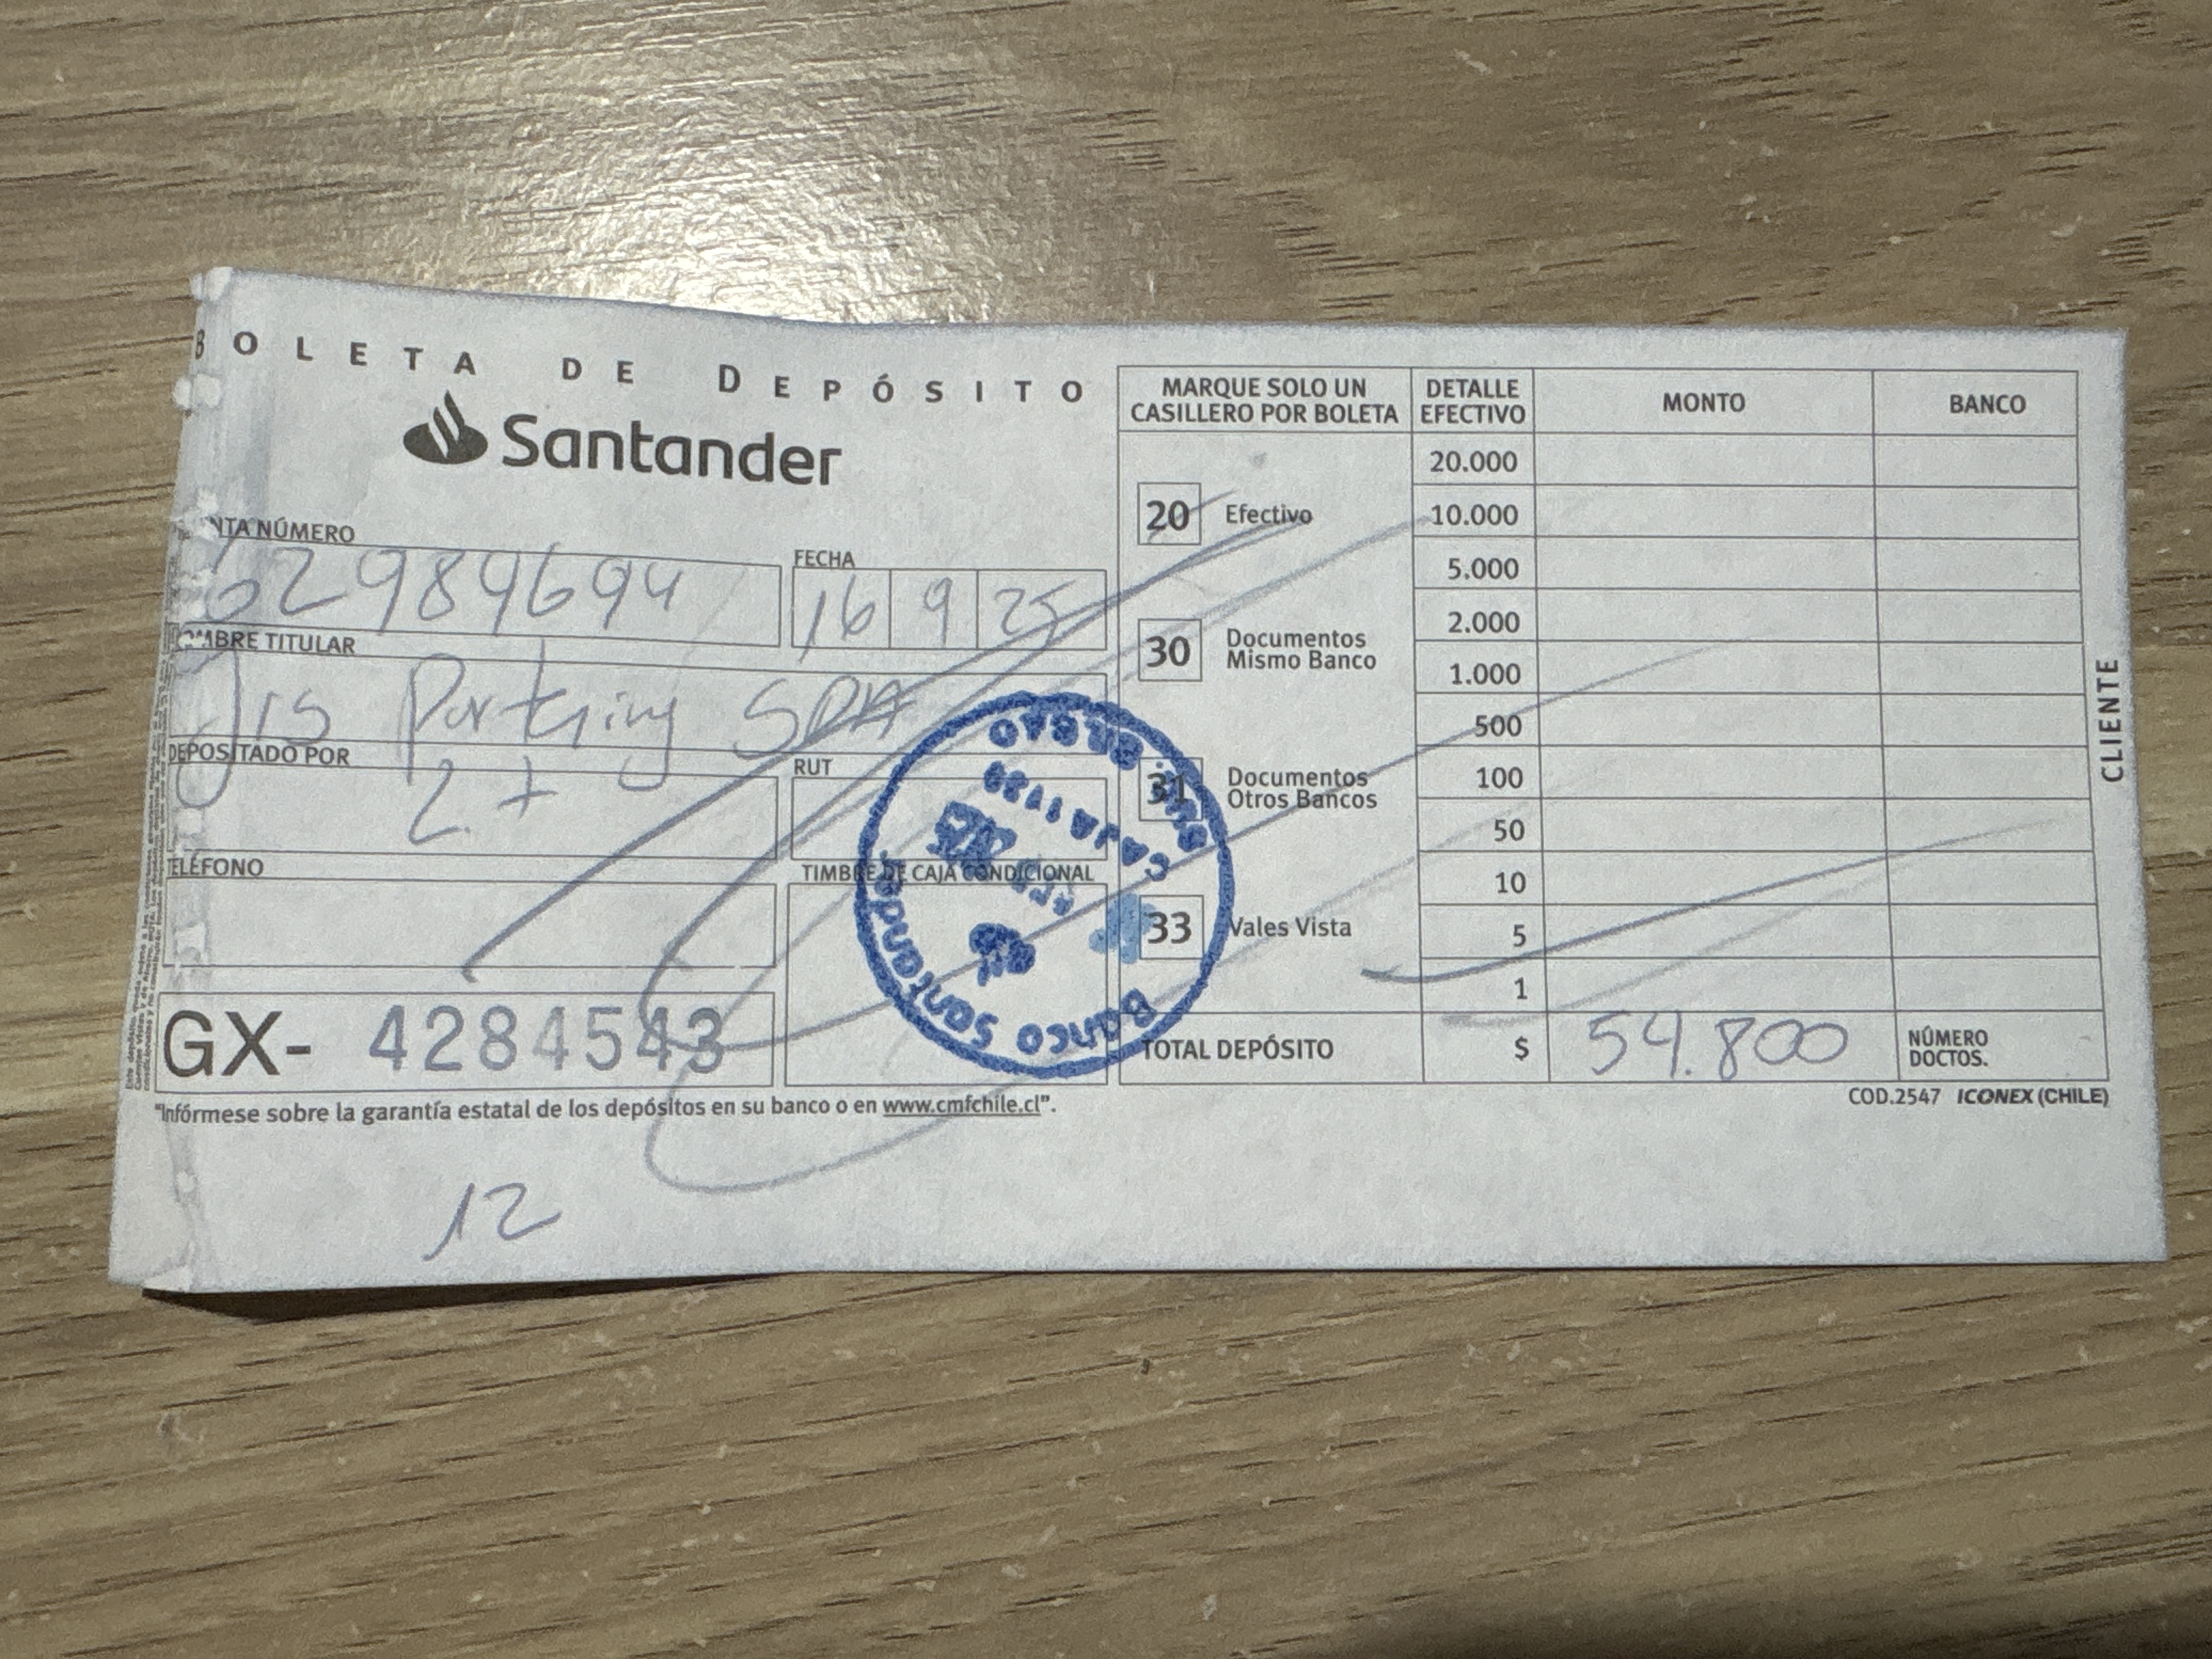 BOLETA DE DEPÓSITO
Santander
NTA NÚMERO
62984694
FECHA
16 9 25
MBRE TITULAR
SPA
DEPOSITADO POR
RUT
TELÉFONO
TIMBRE DE CAJA CONDICIONAL
GX- 4284543
"Infórmese sobre la garantía estatal de los depósitos en su banco o en www.cmfchile.cl".
12
MARQUE SOLO UN
CASILLERO POR BOLETA
20 Efectivo
30 Documentos
Mismo Banco
31 Documentos
Otros Bancos
33 Vales Vista
DETALLE
EFECTIVO
MONTO
BANCO
20.000
10.000
5.000
2.000
1.000
500
100
50
10
5
1
TOTAL DEPÓSITO $ 54.800
NÚMERO
DOCTOS.
COD.2547 ICONEX (CHILE)
CLIENTE
Banco Santander
CAJA
BILBAO